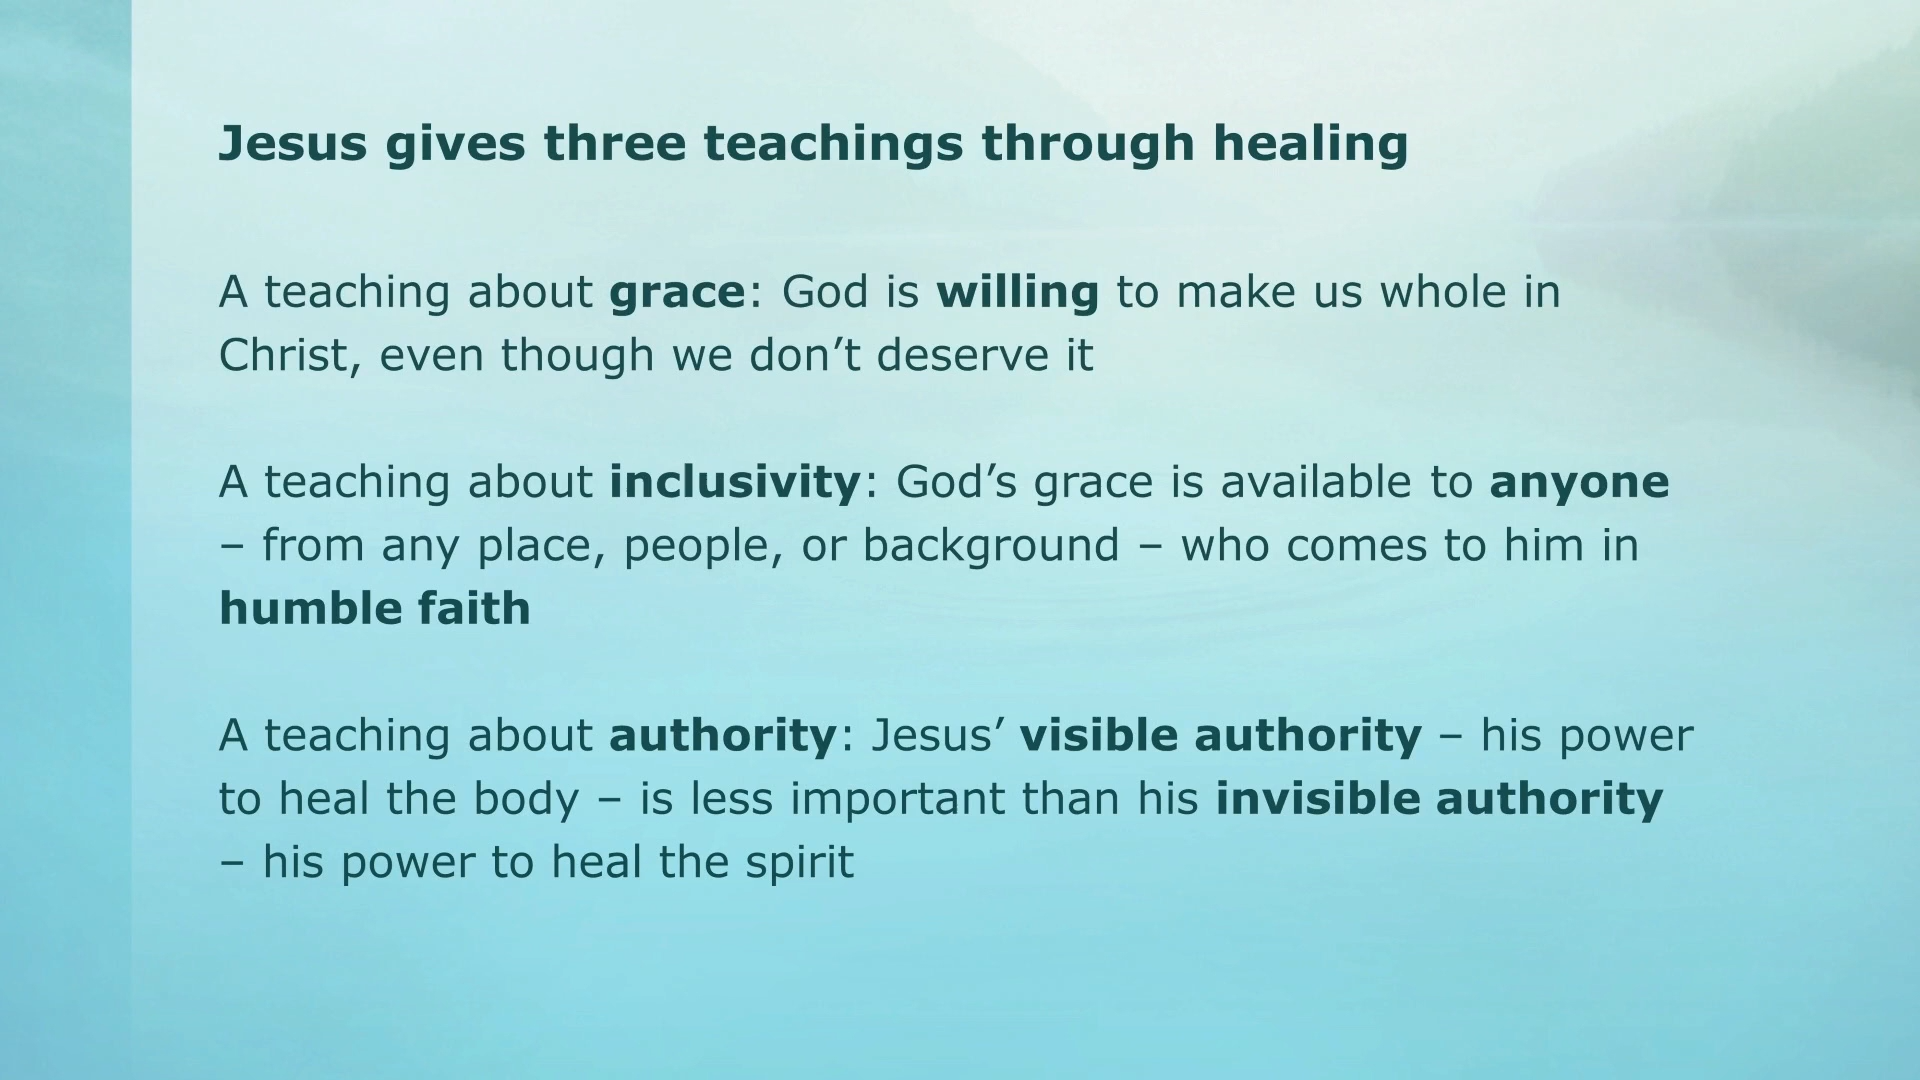 Jesus gives three teachings through healing
A teaching about grace: God is willing to make us whole in
Christ, even though we don’t deserve it
A teaching about inclusivity: God’s grace is available to anyone
– from any place, people, or background – who comes to him in
humble faith
A teaching about authority: Jesus’ visible authority – his power
to heal the body – is less important than his invisible authority
– his power to heal the spirit